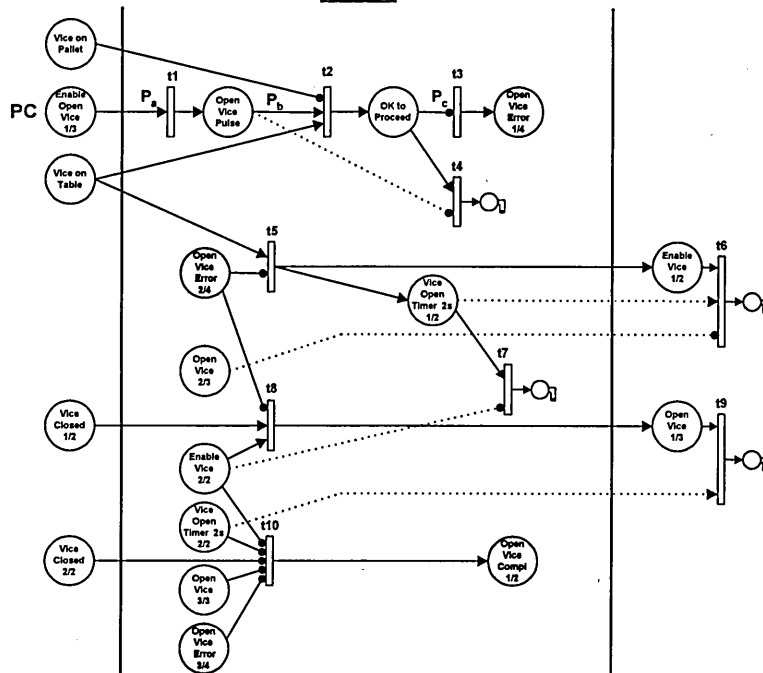 Vice on
Pallet
t1
t2
t3
PC
Enable
Open
Vice
1/3
Pa
Open
Vice
Pulse
Pb
OK to
Proceed
Pc
Open
Vice
Error
1/4
Vice on
Table
t4
t5
Open
Vice
Error
2/4
Vice
Open
Timer 2s
1/2
Enable
Vice
1/2
t6
Open
Vice
2/3
t7
t8
Vice
Closed
1/2
Open
Vice
1/3
t9
Enable
Vice
2/2
Vice
Open
Timer 2s
2/2
t10
Vice
Closed
2/2
Open
Vice
Compl
1/2
Open
Vice
3/3
Open
Vice
Error
3/4